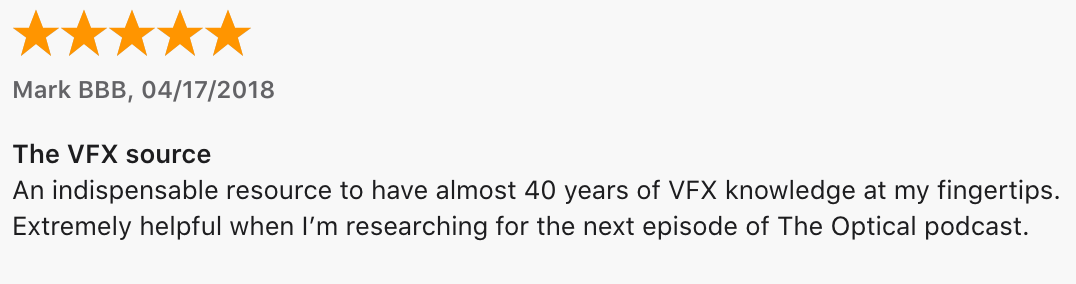 Mark BBB, 04/17/2018
The VFX source
An indispensable resource to have almost 40 years of VFX knowledge at my fingertips.
Extremely helpful when I’m researching for the next episode of The Optical podcast.